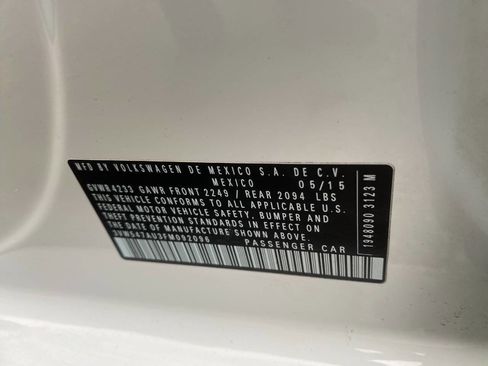 MFD BY VOLKSWAGEN DE MEXICO S.A. DE C.V.
MEXICO 05/15
GVWR 4233 GAWR FRONT 2249 / REAR 2094 LBS
THIS VEHICLE CONFORMS TO ALL APPLICABLE U.S.
FEDERAL MOTOR VEHICLE SAFETY, BUMPER AND
THEFT PREVENTION STANDARDS IN EFFECT ON
THE DATE OF MANUFACTURE SHOWN ABOVE.
PASSENGER CAR
1948090 3123 M